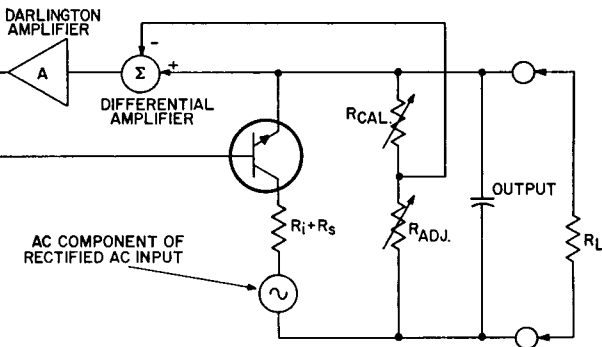 DARLINGTON
AMPLIFIER
A
Σ
-
+
DIFFERENTIAL
AMPLIFIER
RCAL.
Ri+Rs
RADJ.
OUTPUT
RL
AC COMPONENT OF
RECTIFIED AC INPUT